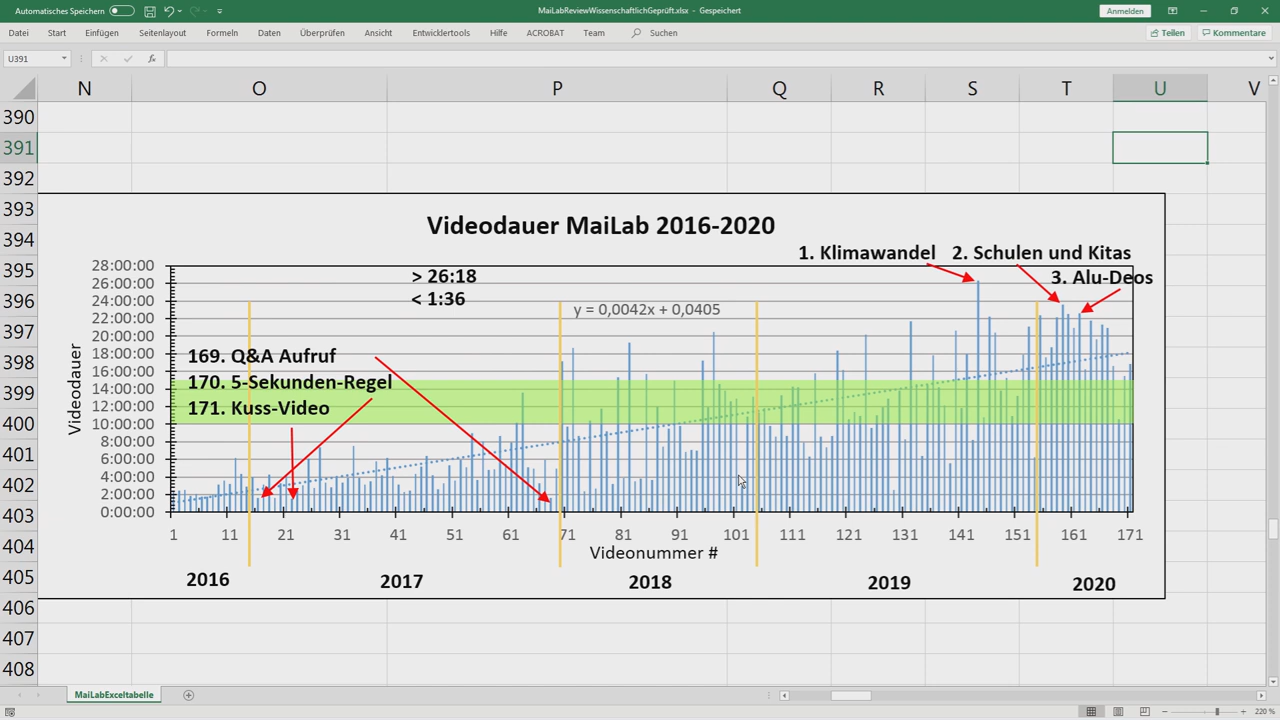 Automatisches Speichern
MaiLabReviewWissenschaftlichGeprüft.xlsx - Gespeichert
Anmelden
Datei Start Einfügen Seitenlayout Formeln Daten Überprüfen Ansicht Entwicklertools Hilfe ACROBAT Team Suchen Teilen Kommentare
U391 fx
N O P Q R S T U V
390
391
392
393
394
395
396
397
398
399
400
401
402
403
404
405
406
407
408
Videodauer MaiLab 2016-2020
1. Klimawandel 2. Schulen und Kitas
3. Alu-Deos
> 26:18
< 1:36
y = 0,0042x + 0,0405
169. Q&A Aufruf
170. 5-Sekunden-Regel
171. Kuss-Video
Videodauer
28:00:00
26:00:00
24:00:00
22:00:00
20:00:00
18:00:00
16:00:00
14:00:00
12:00:00
10:00:00
8:00:00
6:00:00
4:00:00
2:00:00
0:00:00
1 11 21 31 41 51 61 71 81 91 101 111 121 131 141 151 161 171
Videonummer #
2016 2017 2018 2019 2020
MaiLabExceltabelle
220 %